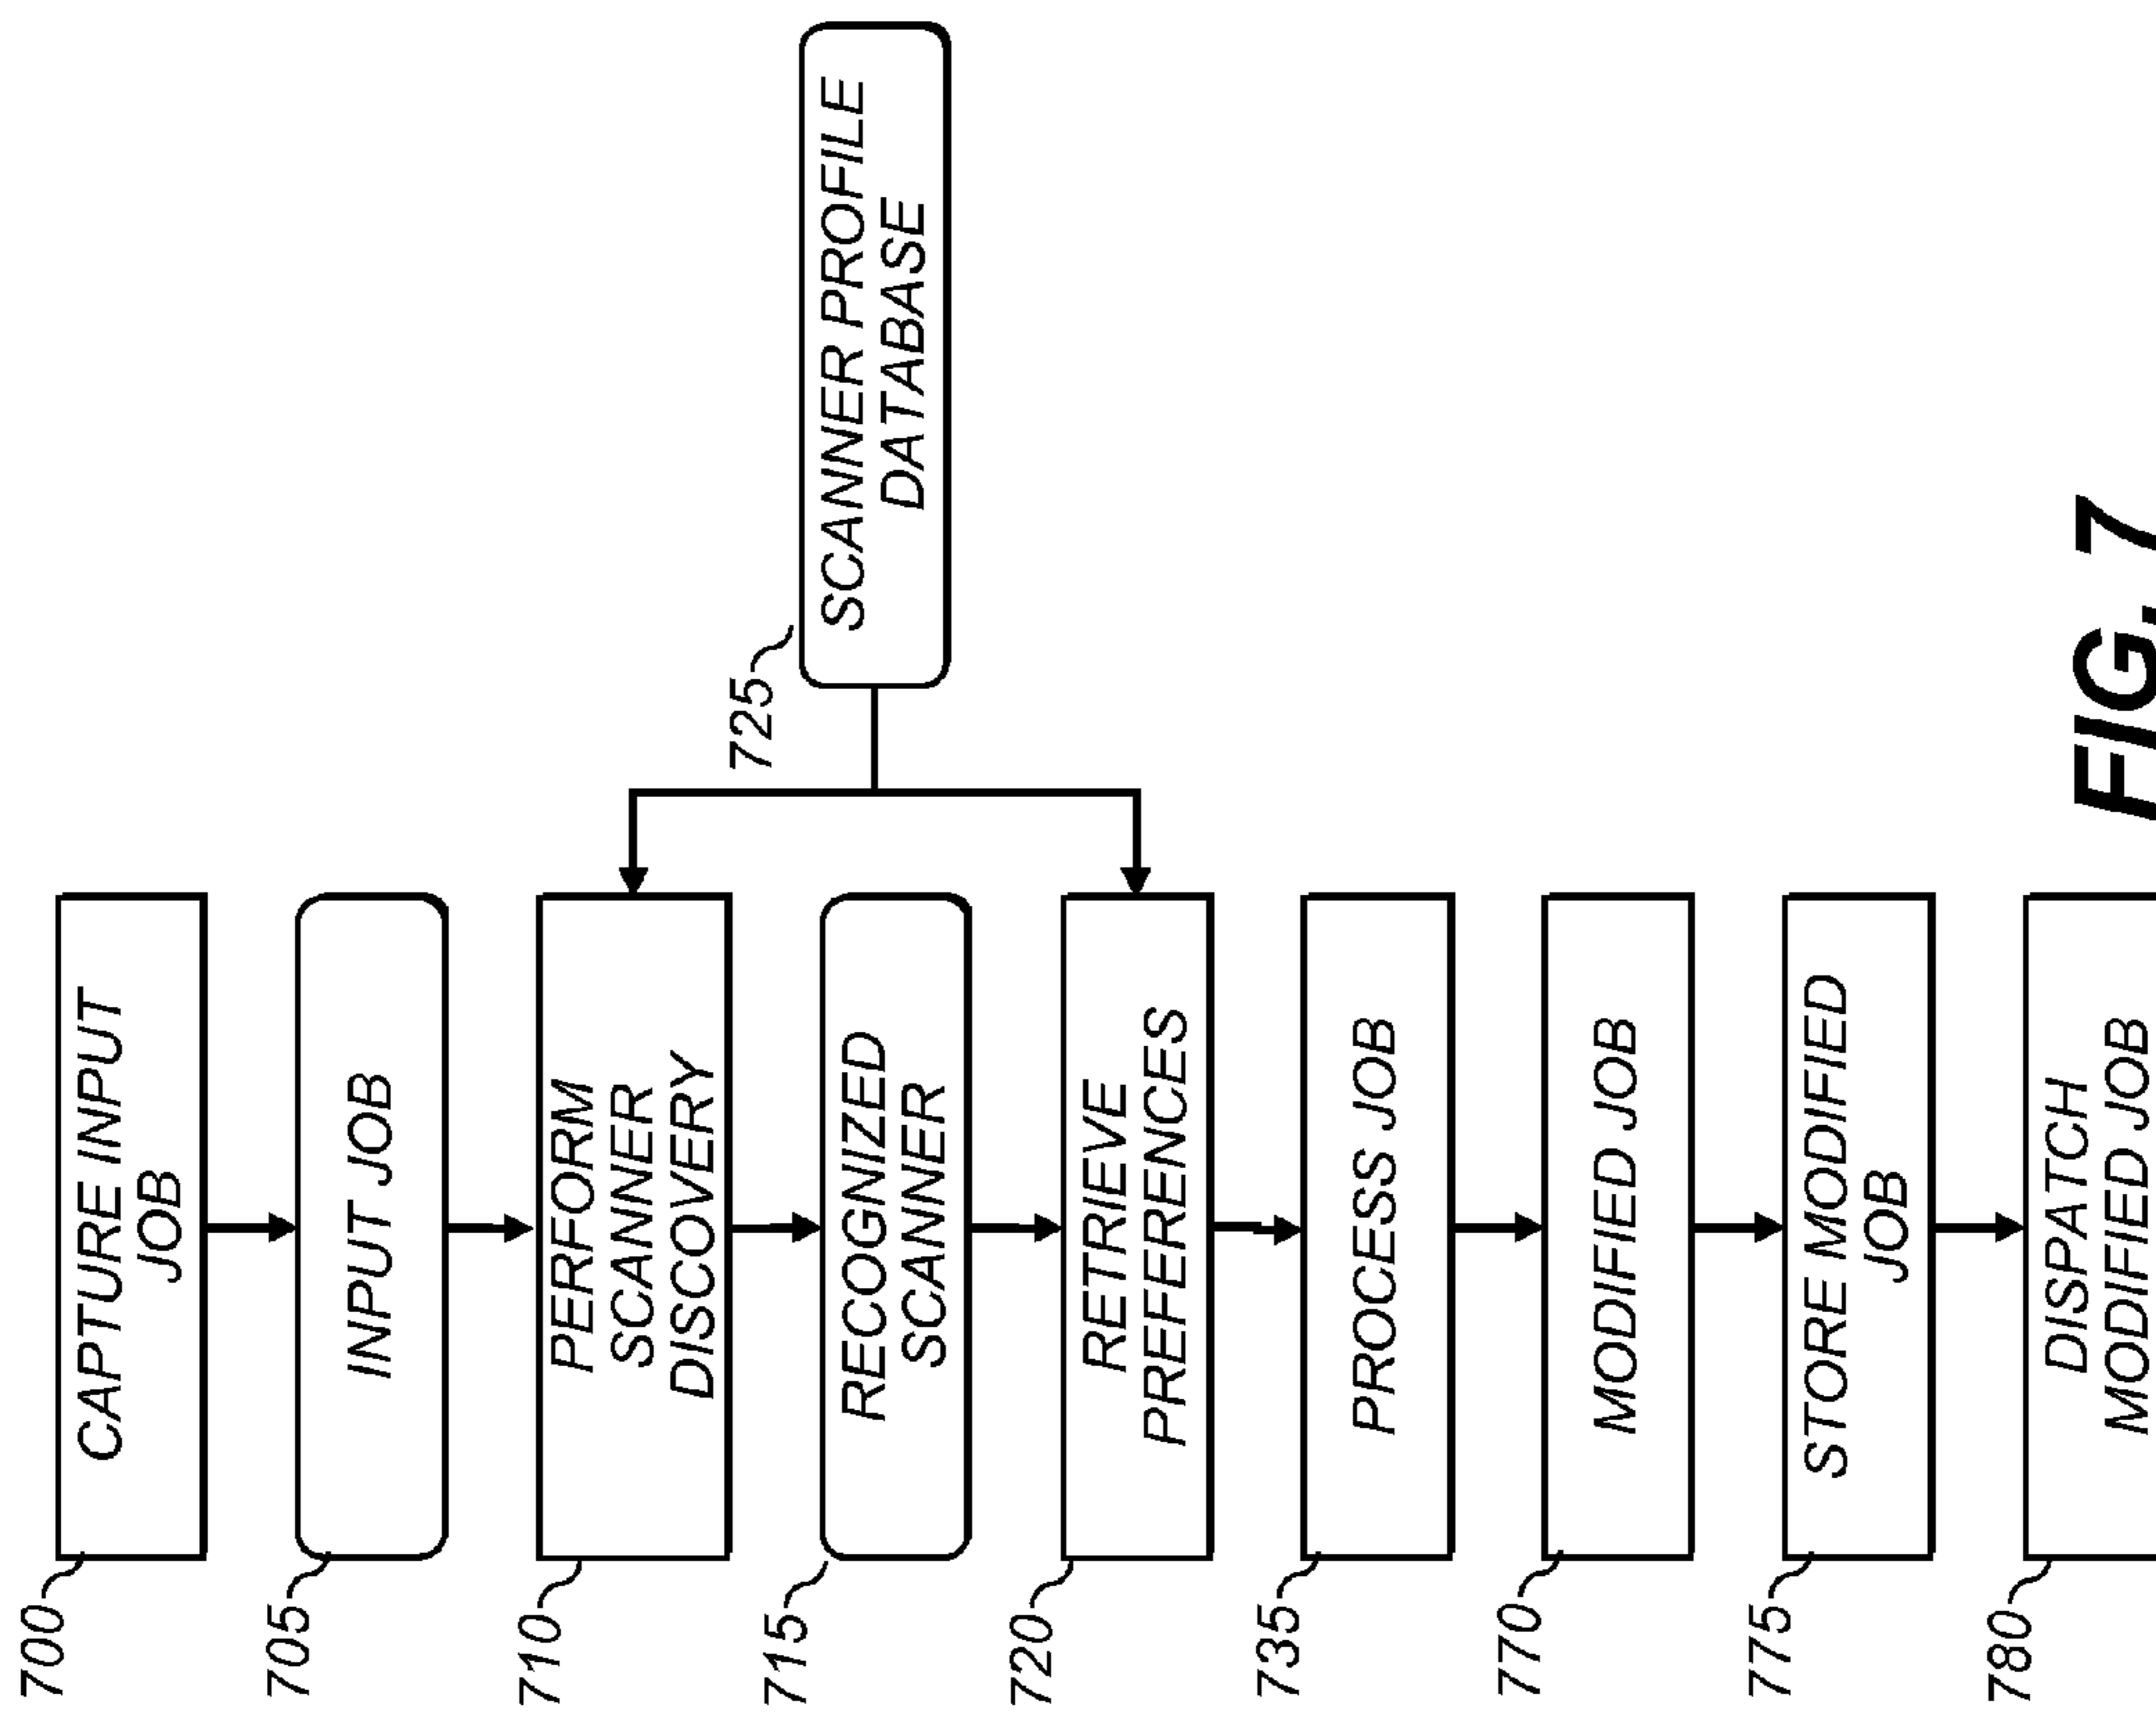 700
CAPTURE INPUT
JOB
705
INPUT JOB
710
PERFORM
SCANNER
DISCOVERY
725
SCANNER PROFILE
DATABASE
715
RECOGNIZED
SCANNER
720
RETRIEVE
PREFERENCES
735
PROCESS JOB
770
MODIFIED JOB
775
STORE MODIFIED
JOB
780
DISPATCH
MODIFIED JOB
FIG. 7